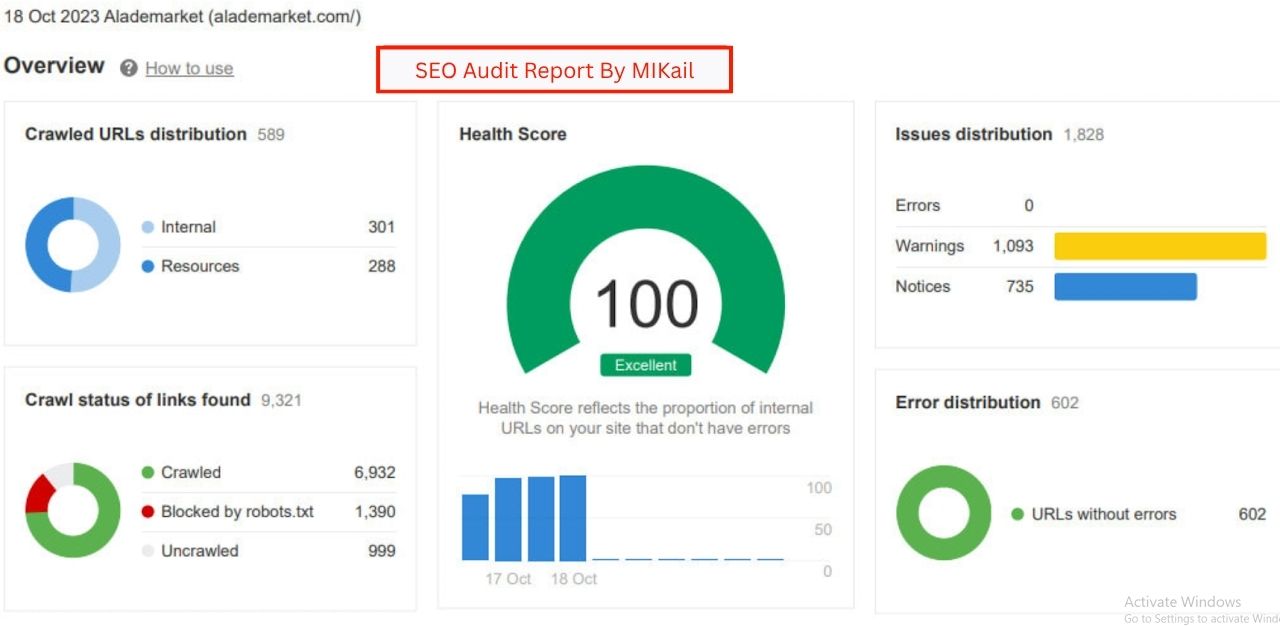 18 Oct 2023 Alademarket (alademarket.com/)
Overview ? How to use
SEO Audit Report By MIKail
Crawled URLs distribution 589
Internal 301
Resources 288
Crawl status of links found 9,321
Crawled 6,932
Blocked by robots.txt 1,390
Uncrawled 999
Health Score
100
Excellent
Health Score reflects the proportion of internal
URLs on your site that don't have errors
100
50
0
17 Oct 18 Oct
Issues distribution 1,828
Errors 0
Warnings 1,093
Notices 735
Error distribution 602
URLs without errors 602
Activate Windows
Go to Settings to activate Wind